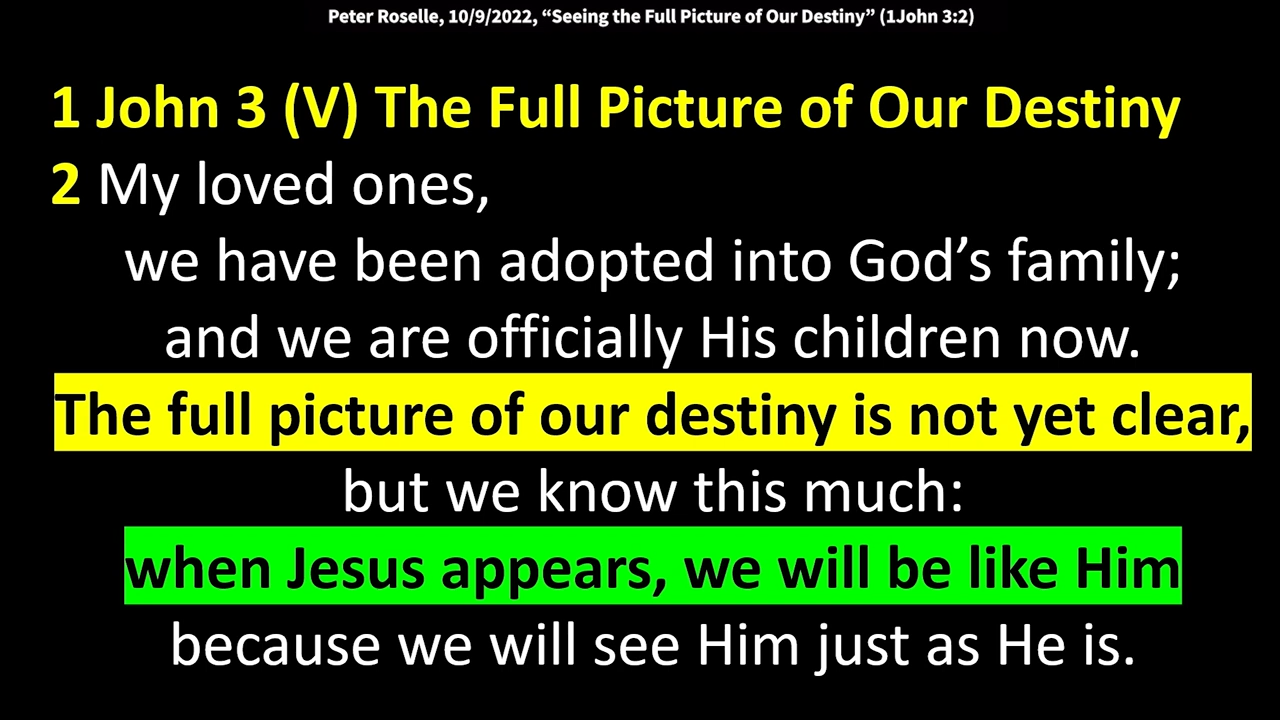 Peter Roselle, 10/9/2022, “Seeing the Full Picture of Our Destiny” (1John 3:2)
1 John 3 (V) The Full Picture of Our Destiny
2 My loved ones,
we have been adopted into God’s family;
and we are officially His children now.
The full picture of our destiny is not yet clear,
but we know this much:
when Jesus appears, we will be like Him
because we will see Him just as He is.